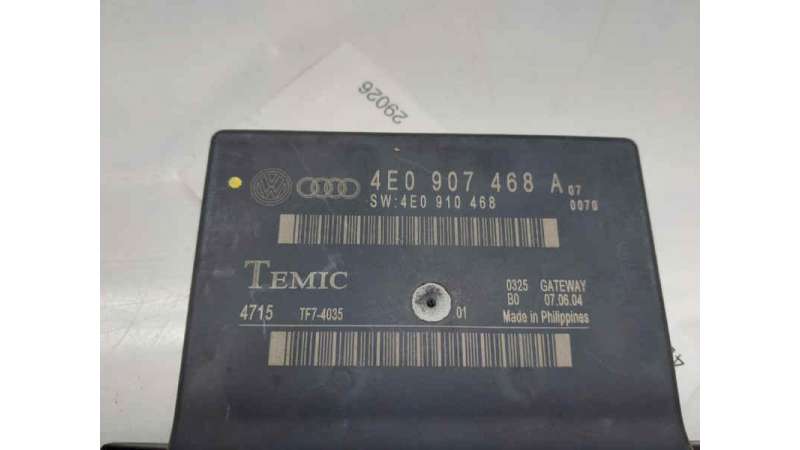 29026
4E0 907 468 A 07
SW:4E0 910 468 0070
TEMIC
0325 GATEWAY
4715 TF7-4035 01 B0 07.06.04
Made in Philippines